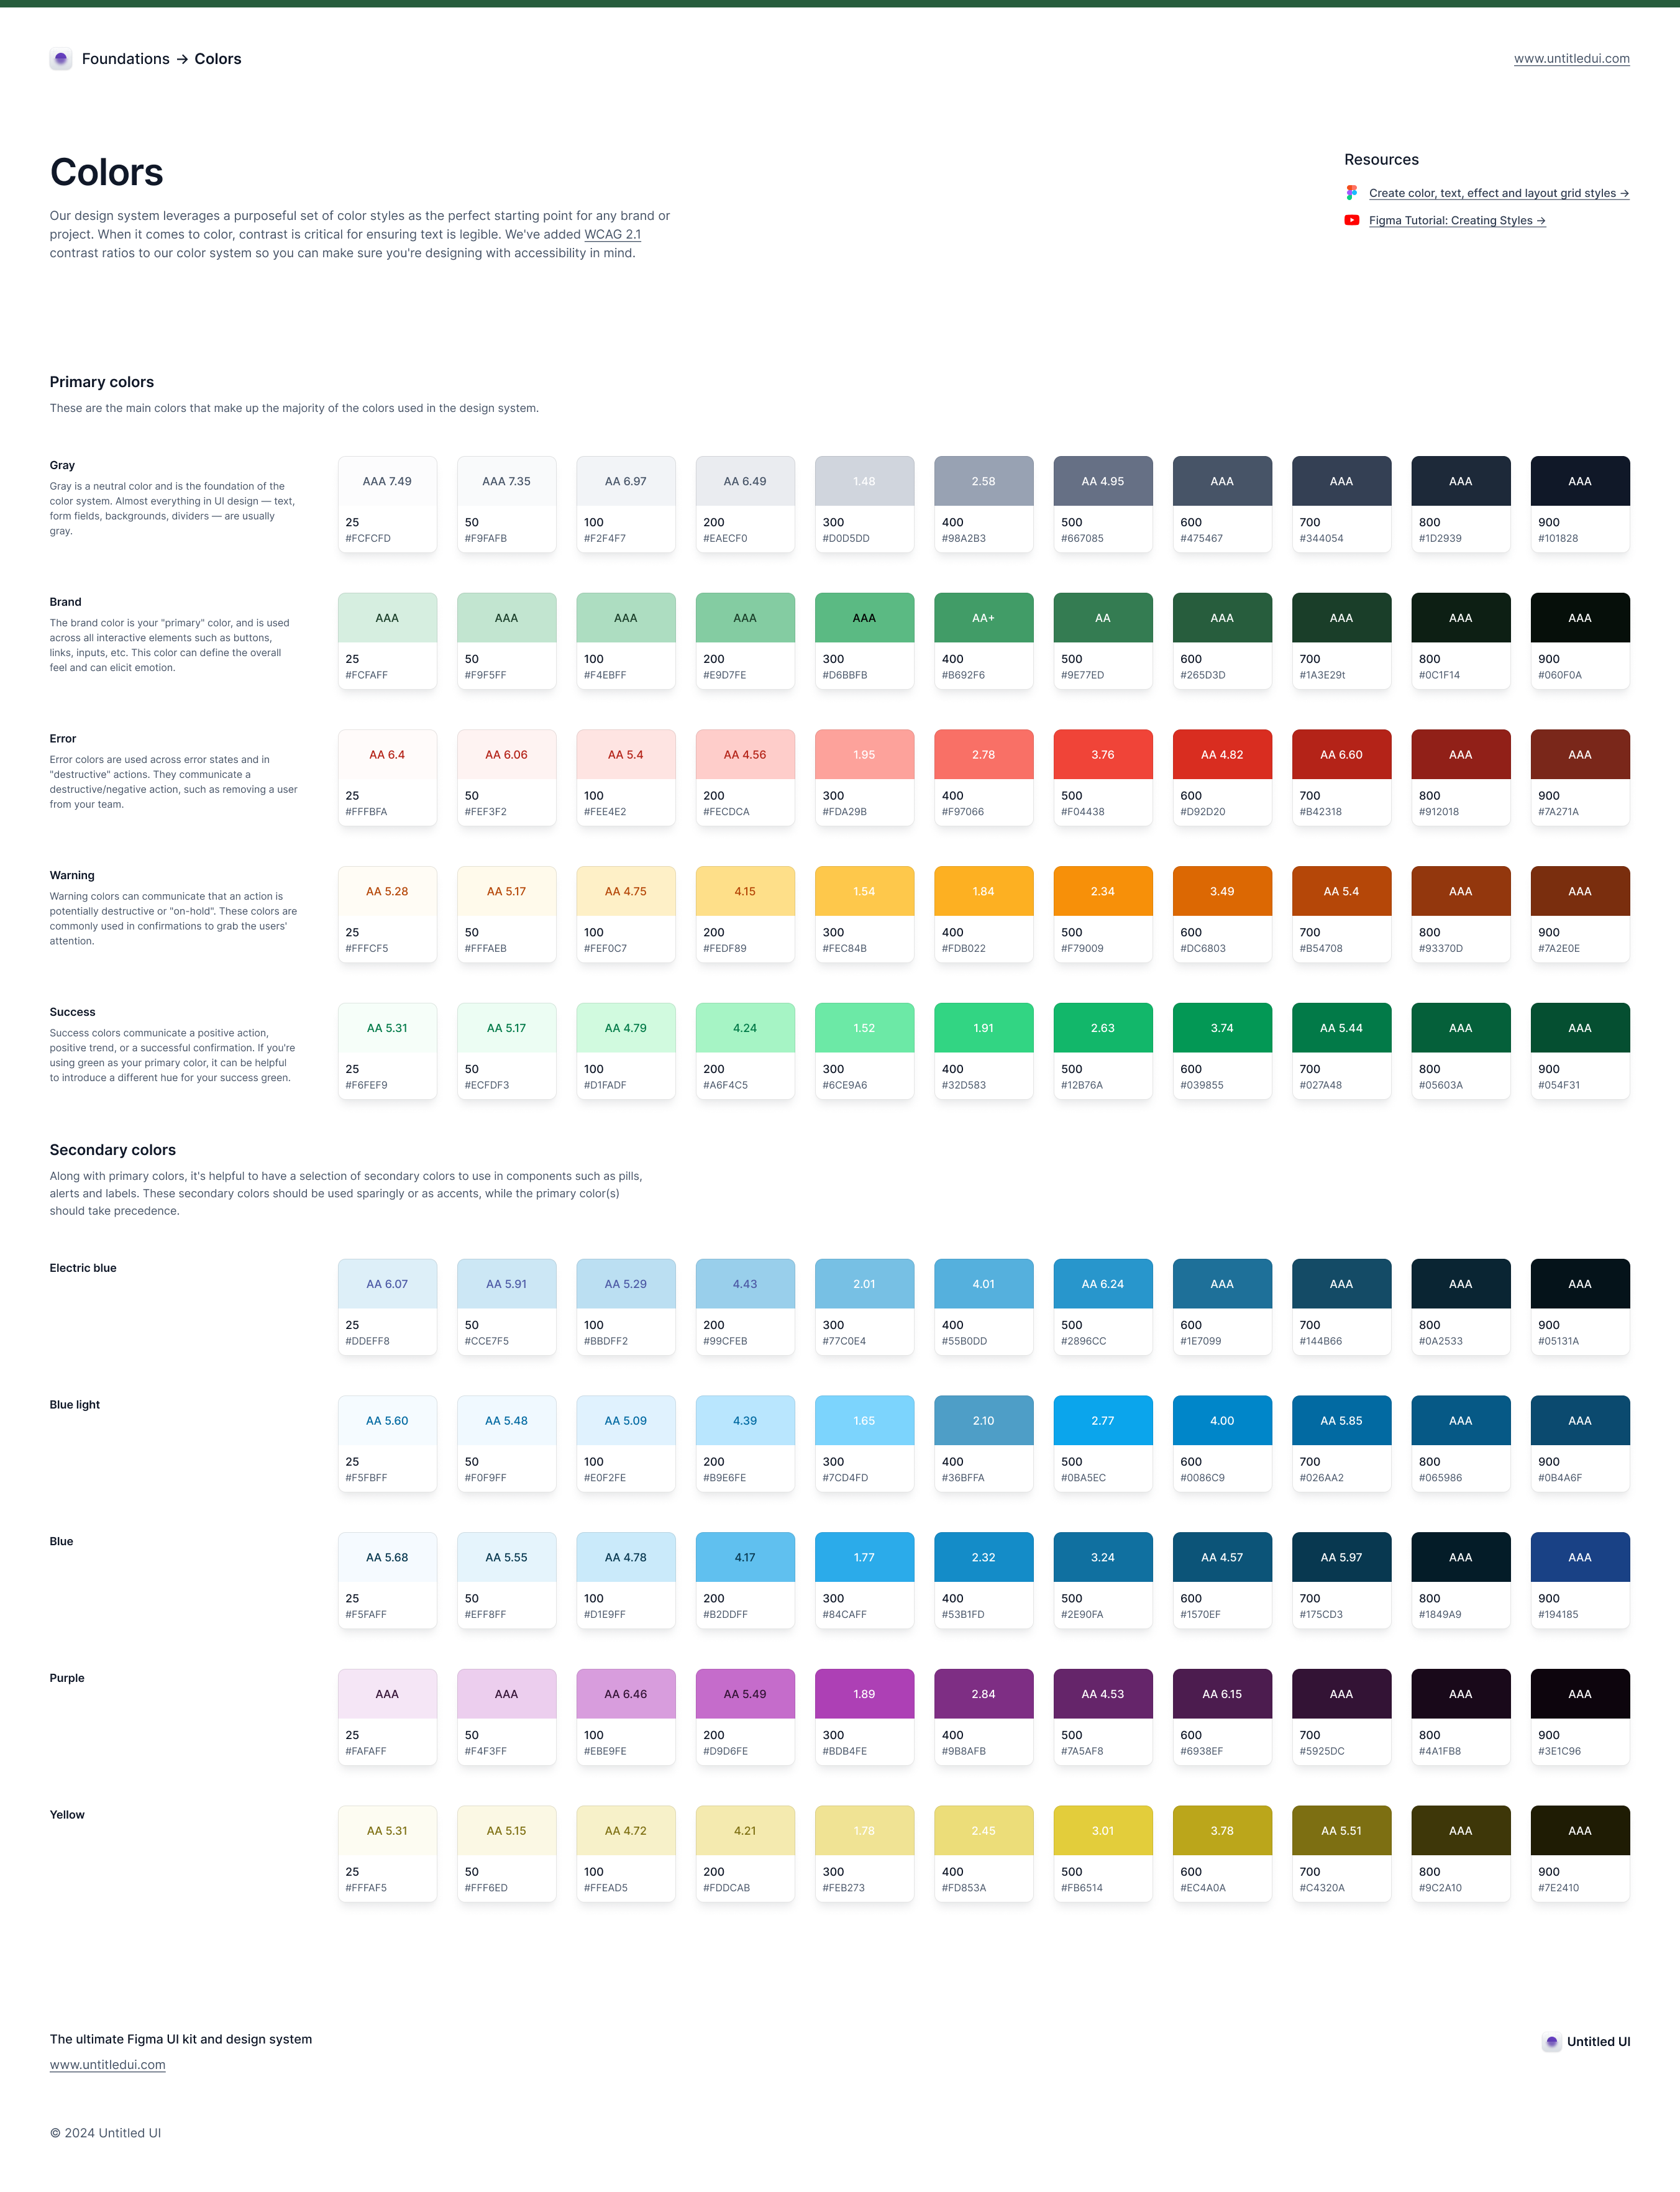 Foundations → Colors
www.untitledui.com
Colors
Our design system leverages a purposeful set of color styles as the perfect starting point for any brand or
project. When it comes to color, contrast is critical for ensuring text is legible. We've added WCAG 2.1
contrast ratios to our color system so you can make sure you're designing with accessibility in mind.
Resources
Create color, text, effect and layout grid styles →
Figma Tutorial: Creating Styles →
Primary colors
These are the main colors that make up the majority of the colors used in the design system.
Gray
Gray is a neutral color and is the foundation of the
color system. Almost everything in UI design — text,
form fields, backgrounds, dividers — are usually
gray.
AAA 7.49 AAA 7.35 AA 6.97 AA 6.49 1.48 2.58 AA 4.95 AAA AAA AAA AAA
25 50 100 200 300 400 500 600 700 800 900
#FCFCFD #F9FAFB #F2F4F7 #EAECF0 #D0D5DD #98A2B3 #667085 #475467 #344054 #1D2939 #101828
Brand
The brand color is your "primary" color, and is used
across all interactive elements such as buttons,
links, inputs, etc. This color can define the overall
feel and can elicit emotion.
AAA AAA AAA AAA AAA AA+ AA AAA AAA AAA AAA
25 50 100 200 300 400 500 600 700 800 900
#FCFAFF #F9F5FF #F4EBFF #E9D7FE #D6BBFB #B692F6 #9E77ED #265D3D #1A3E29t #0C1F14 #060F0A
Error
Error colors are used across error states and in
"destructive" actions. They communicate a
destructive/negative action, such as removing a user
from your team.
AA 6.4 AA 6.06 AA 5.4 AA 4.56 1.95 2.78 3.76 AA 4.82 AA 6.60 AAA AAA
25 50 100 200 300 400 500 600 700 800 900
#FFFBFA #FEF3F2 #FEE4E2 #FECDCA #FDA29B #F97066 #F04438 #D92D20 #B42318 #912018 #7A271A
Warning
Warning colors can communicate that an action is
potentially destructive or "on-hold". These colors are
commonly used in confirmations to grab the users'
attention.
AA 5.28 AA 5.17 AA 4.75 4.15 1.54 1.84 2.34 3.49 AA 5.4 AAA AAA
25 50 100 200 300 400 500 600 700 800 900
#FFFCF5 #FFFAEB #FEF0C7 #FEDF89 #FEC84B #FDB022 #F79009 #DC6803 #B54708 #93370D #7A2E0E
Success
Success colors communicate a positive action,
positive trend, or a successful confirmation. If you're
using green as your primary color, it can be helpful
to introduce a different hue for your success green.
AA 5.31 AA 5.17 AA 4.79 4.24 1.52 1.91 2.63 3.74 AA 5.44 AAA AAA
25 50 100 200 300 400 500 600 700 800 900
#F6FEF9 #ECFDF3 #D1FADF #A6F4C5 #6CE9A6 #32D583 #12B76A #039855 #027A48 #05603A #054F31
Secondary colors
Along with primary colors, it's helpful to have a selection of secondary colors to use in components such as pills,
alerts and labels. These secondary colors should be used sparingly or as accents, while the primary color(s)
should take precedence.
Electric blue
AA 6.07 AA 5.91 AA 5.29 4.43 2.01 4.01 AA 6.24 AAA AAA AAA AAA
25 50 100 200 300 400 500 600 700 800 900
#DDEFF8 #CCE7F5 #BBDFF2 #99CFEB #77C0E4 #55B0DD #2896CC #1E7099 #144B66 #0A2533 #05131A
Blue light
AA 5.60 AA 5.48 AA 5.09 4.39 1.65 2.10 2.77 4.00 AA 5.85 AAA AAA
25 50 100 200 300 400 500 600 700 800 900
#F5FBFF #F0F9FF #E0F2FE #B9E6FE #7CD4FD #36BFFA #0BA5EC #0086C9 #026AA2 #065986 #0B4A6F
Blue
AA 5.68 AA 5.55 AA 4.78 4.17 1.77 2.32 3.24 AA 4.57 AA 5.97 AAA AAA
25 50 100 200 300 400 500 600 700 800 900
#F5FAFF #EFF8FF #D1E9FF #B2DDFF #84CAFF #53B1FD #2E90FA #1570EF #175CD3 #1849A9 #194185
Purple
AAA AAA AA 6.46 AA 5.49 1.89 2.84 AA 4.53 AA 6.15 AAA AAA AAA
25 50 100 200 300 400 500 600 700 800 900
#FAFAFF #F4F3FF #EBE9FE #D9D6FE #BDB4FE #9B8AFB #7A5AF8 #6938EF #5925DC #4A1FB8 #3E1C96
Yellow
AA 5.31 AA 5.15 AA 4.72 4.21 1.78 2.45 3.01 3.78 AA 5.51 AAA AAA
25 50 100 200 300 400 500 600 700 800 900
#FFFAF5 #FFF6ED #FFEAD5 #FDDCAB #FEB273 #FD853A #FB6514 #EC4A0A #C4320A #9C2A10 #7E2410
The ultimate Figma UI kit and design system
www.untitledui.com
Untitled UI
© 2024 Untitled UI